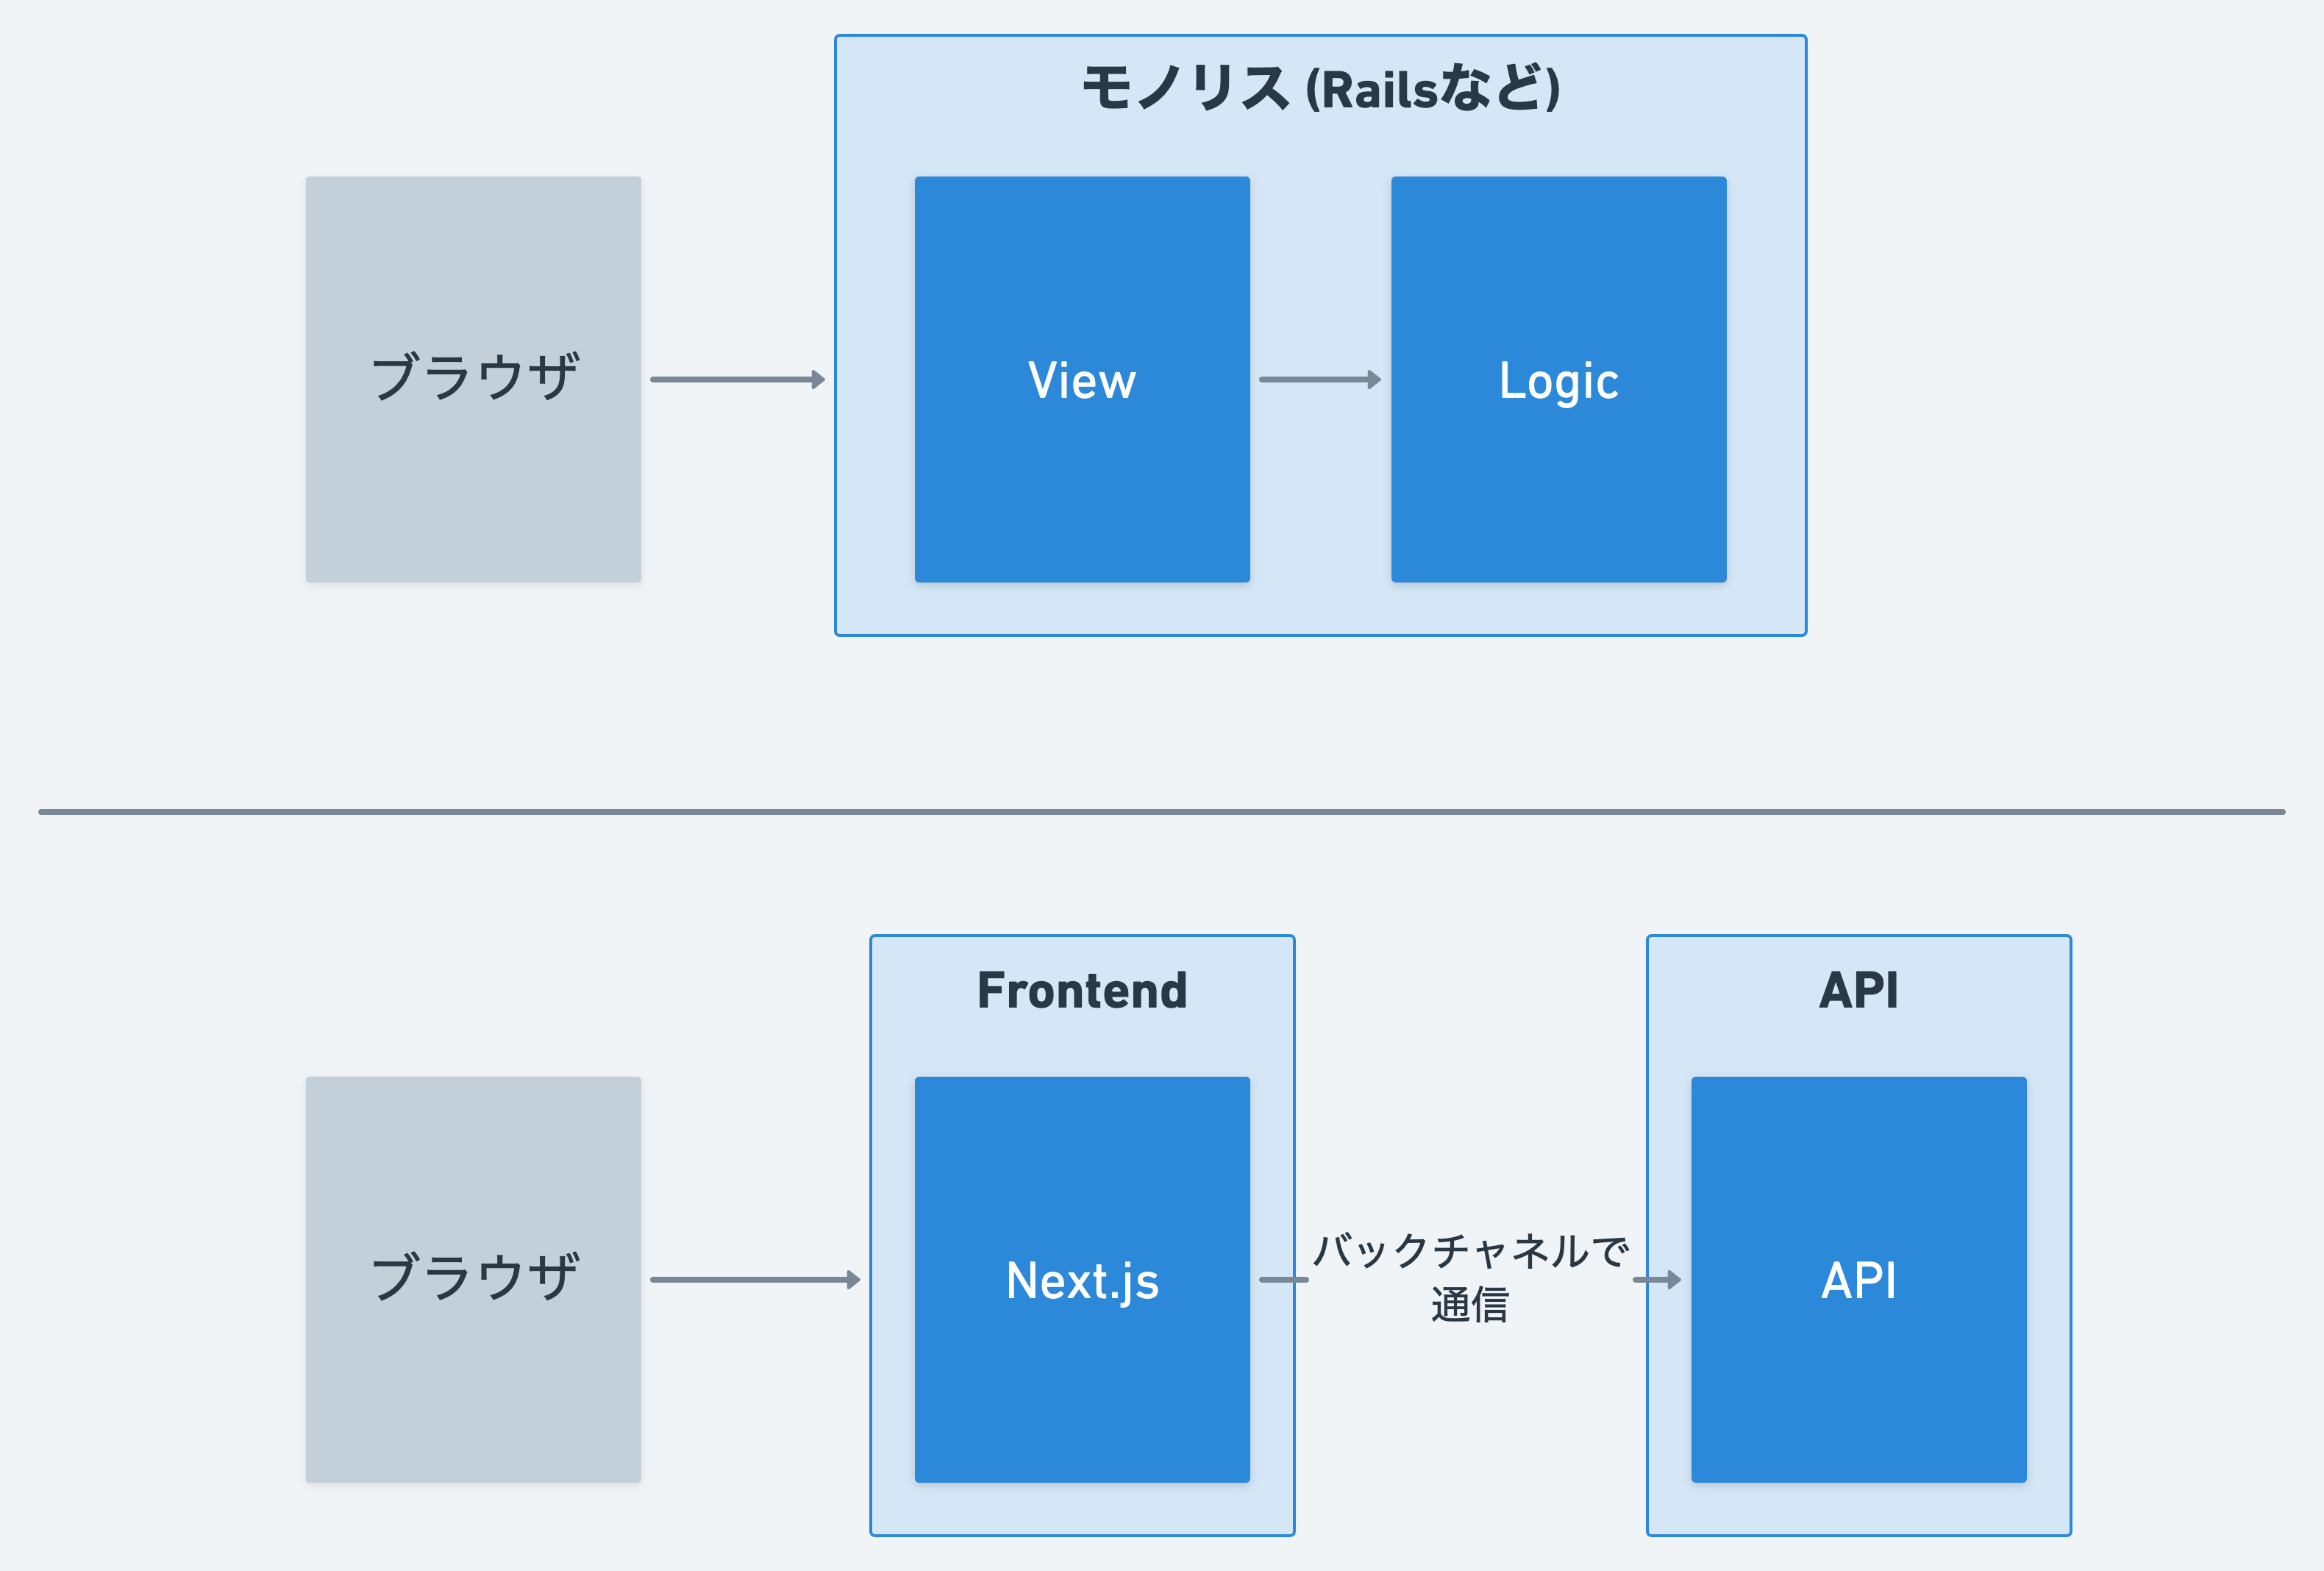 モノリス (Railsなど)
ブラウザ
View
Logic
Frontend
API
ブラウザ
Next.js
バックチャネルで
通信
API